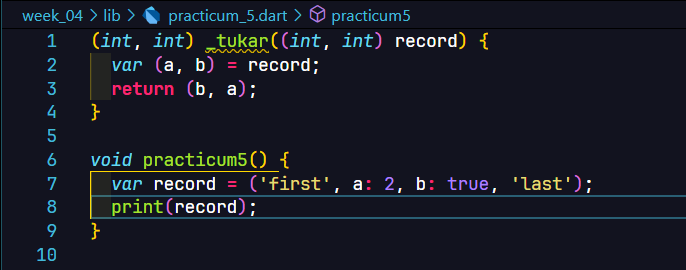 week_04 > lib > practicum_5.dart > practicum5
1 (int, int) _tukar((int, int) record) {
2   var (a, b) = record;
3   return (b, a);
4 }
5
6 void practicum5() {
7   var record = ('first', a: 2, b: true, 'last');
8   print(record);
9 }
10